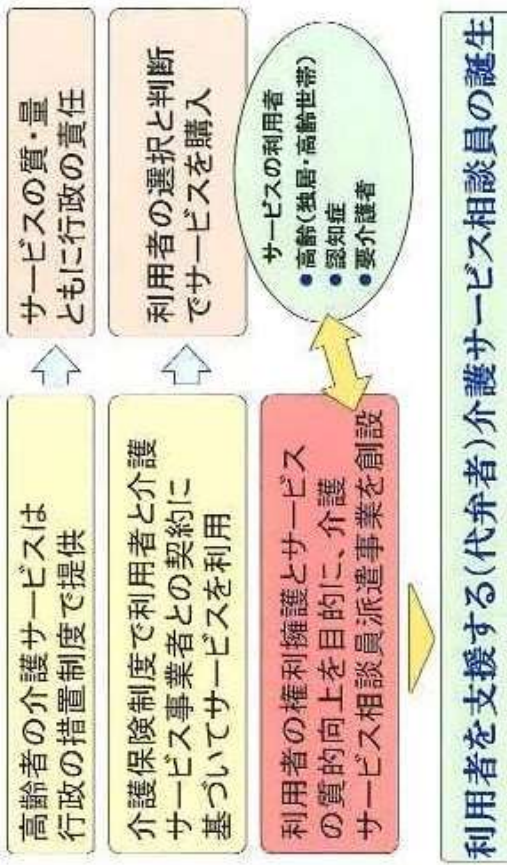 高齢者の介護サービスは
行政の措置制度で提供
サービスの質・量
ともに行政の責任
介護保険制度で利用者と介護
サービス事業者との契約に
基づいてサービスを利用
利用者の選択と判断
でサービスを購入
利用者の権利擁護とサービス
の質的向上を目的に、介護
サービス相談員派遣事業を創設
サービスの利用者
●高齢(独居・高齢世帯)
●認知症
●要介護者
利用者を支援する(代弁者)介護サービス相談員の誕生